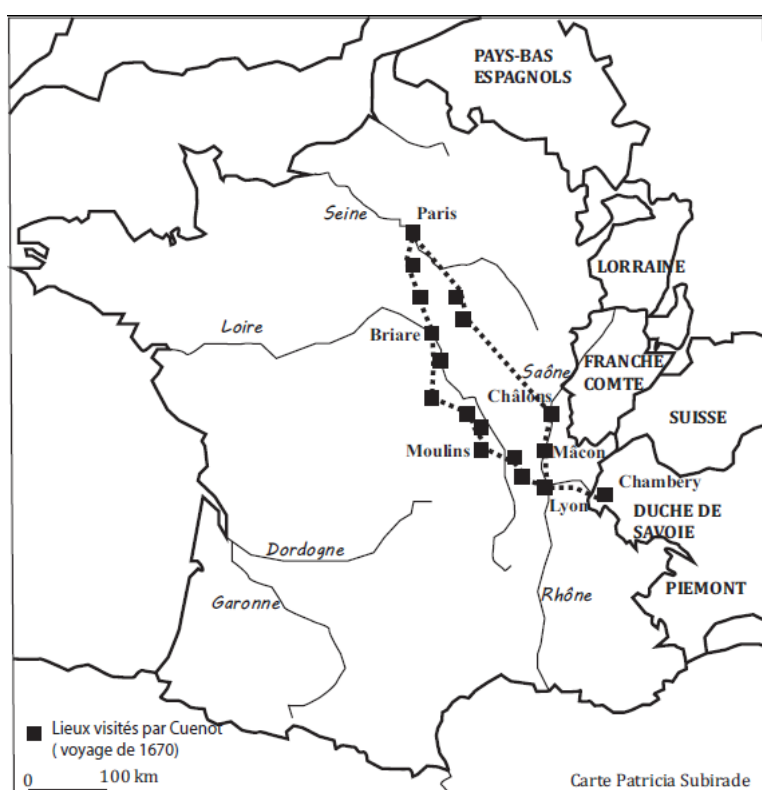 PAYS-BAS
ESPAGNOLS
Seine
Paris
LORRAINE
Loire
Briare
Saône
FRANCHE
COMTE
Châlons
SUISSE
Moulins
Mâcon
Chambéry
Lyon
DUCHE DE
SAVOIE
Dordogne
Garonne
Rhône
PIEMONT
Lieux visités par Cuenot
( voyage de 1670)
0
100 km
Carte Patricia Subirade